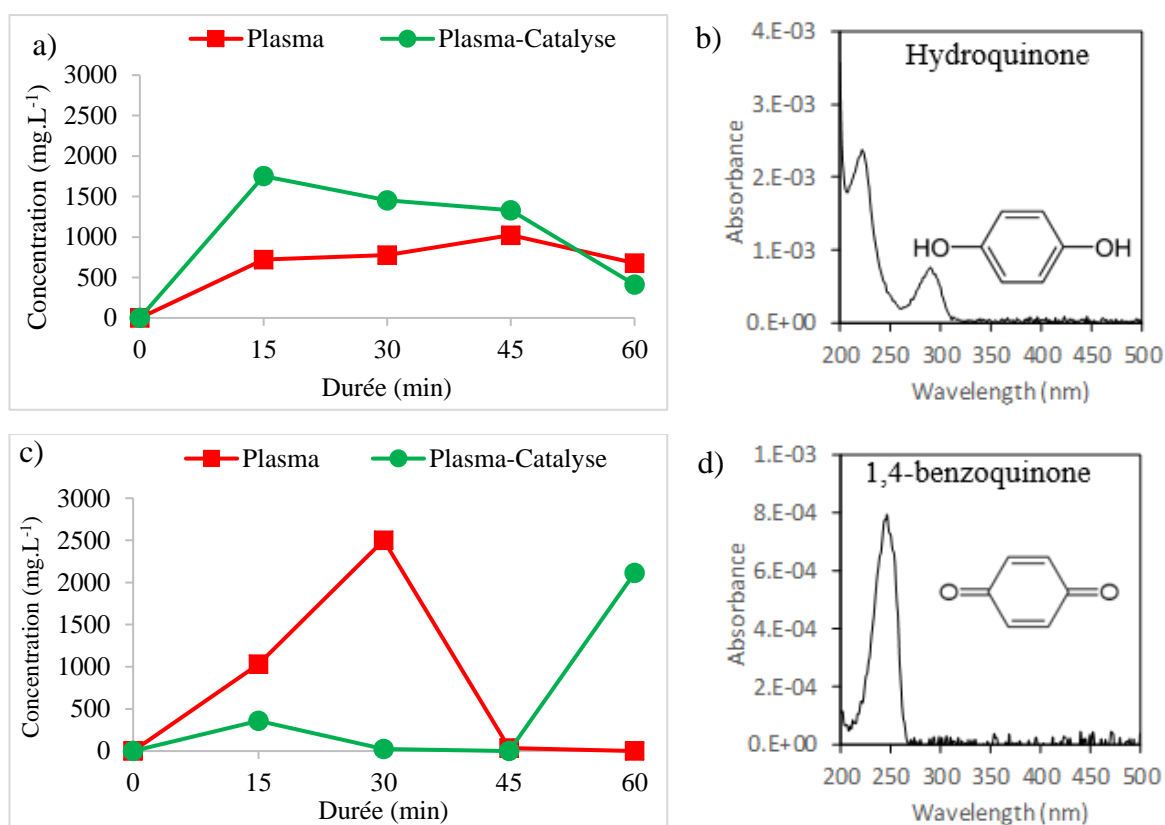 a)
Plasma
Plasma-Catalyse
Concentration (mg.L-1)
3000
2500
2000
1500
1000
500
0
0 15 30 45 60
Durée (min)
b)
Hydroquinone
HO
OH
Absorbance
4.E-03
3.E-03
2.E-03
1.E-03
0.E+00
200 250 300 350 400 450 500
Wavelength (nm)
c)
Plasma
Plasma-Catalyse
Concentration (mg.L-1)
3000
2500
2000
1500
1000
500
0
0 15 30 45 60
Durée (min)
d)
1,4-benzoquinone
O
O
Absorbance
1.E-03
8.E-04
6.E-04
4.E-04
2.E-04
0.E+00
200 250 300 350 400 450 500
Wavelength (nm)